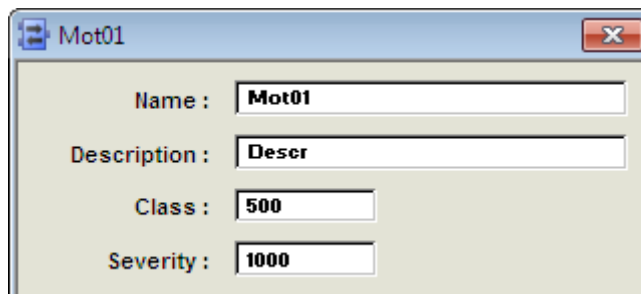 Mot01
Name : Mot01
Description : Descr
Class : 500
Severity : 1000